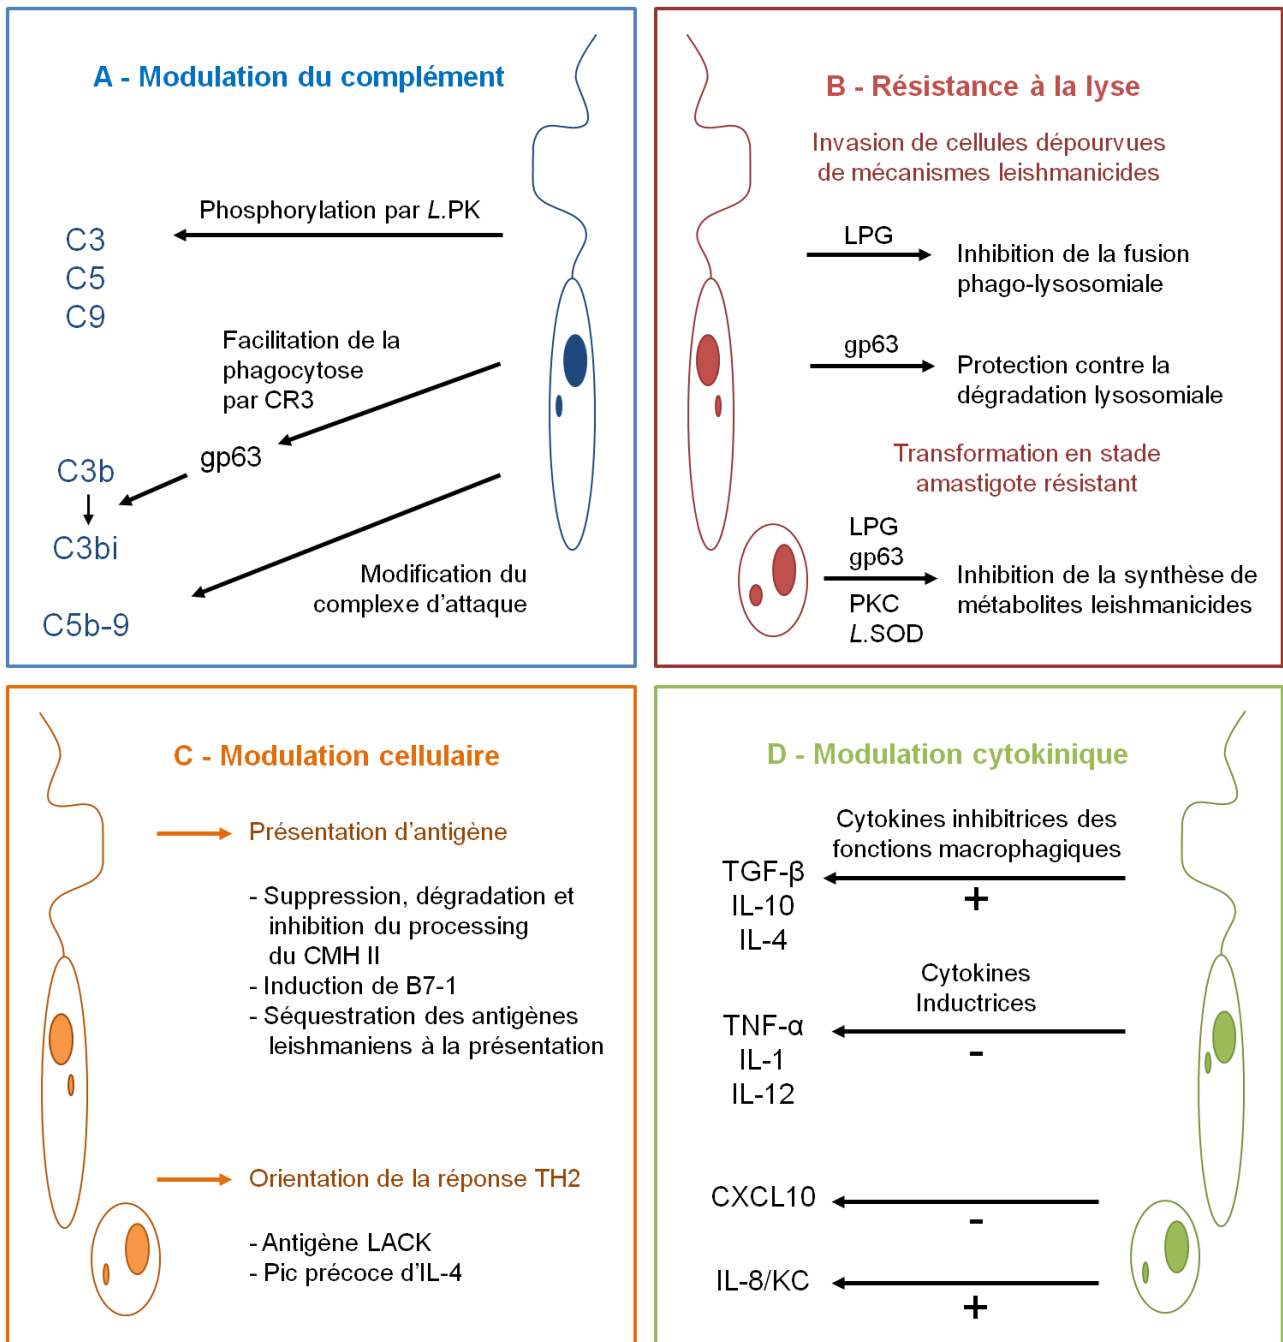 A - Modulation du complément
Phosphorylation par L.PK
C3
C5
C9
Facilitation de la
phagocytose
par CR3
gp63
C3b
C3bi
Modification du
complexe d'attaque
C5b-9
B - Résistance à la lyse
Invasion de cellules dépourvues
de mécanismes leishmanicides
LPG
Inhibition de la fusion
phago-lysosomiale
gp63
Protection contre la
dégradation lysosomiale
Transformation en stade
amastigote résistant
LPG
gp63
PKC
L.SOD
Inhibition de la synthèse de
métabolites leishmanicides
C - Modulation cellulaire
Présentation d'antigène
- Suppression, dégradation et
inhibition du processing
du CMH II
- Induction de B7-1
- Séquestration des antigènes
leishmaniens à la présentation
Orientation de la réponse TH2
- Antigène LACK
- Pic précoce d'IL-4
D - Modulation cytokinique
Cytokines inhibitrices des
fonctions macrophagiques
TGF-β
IL-10
IL-4
+
Cytokines
Inductrices
TNF-α
IL-1
IL-12
-
CXCL10
-
IL-8/KC
+